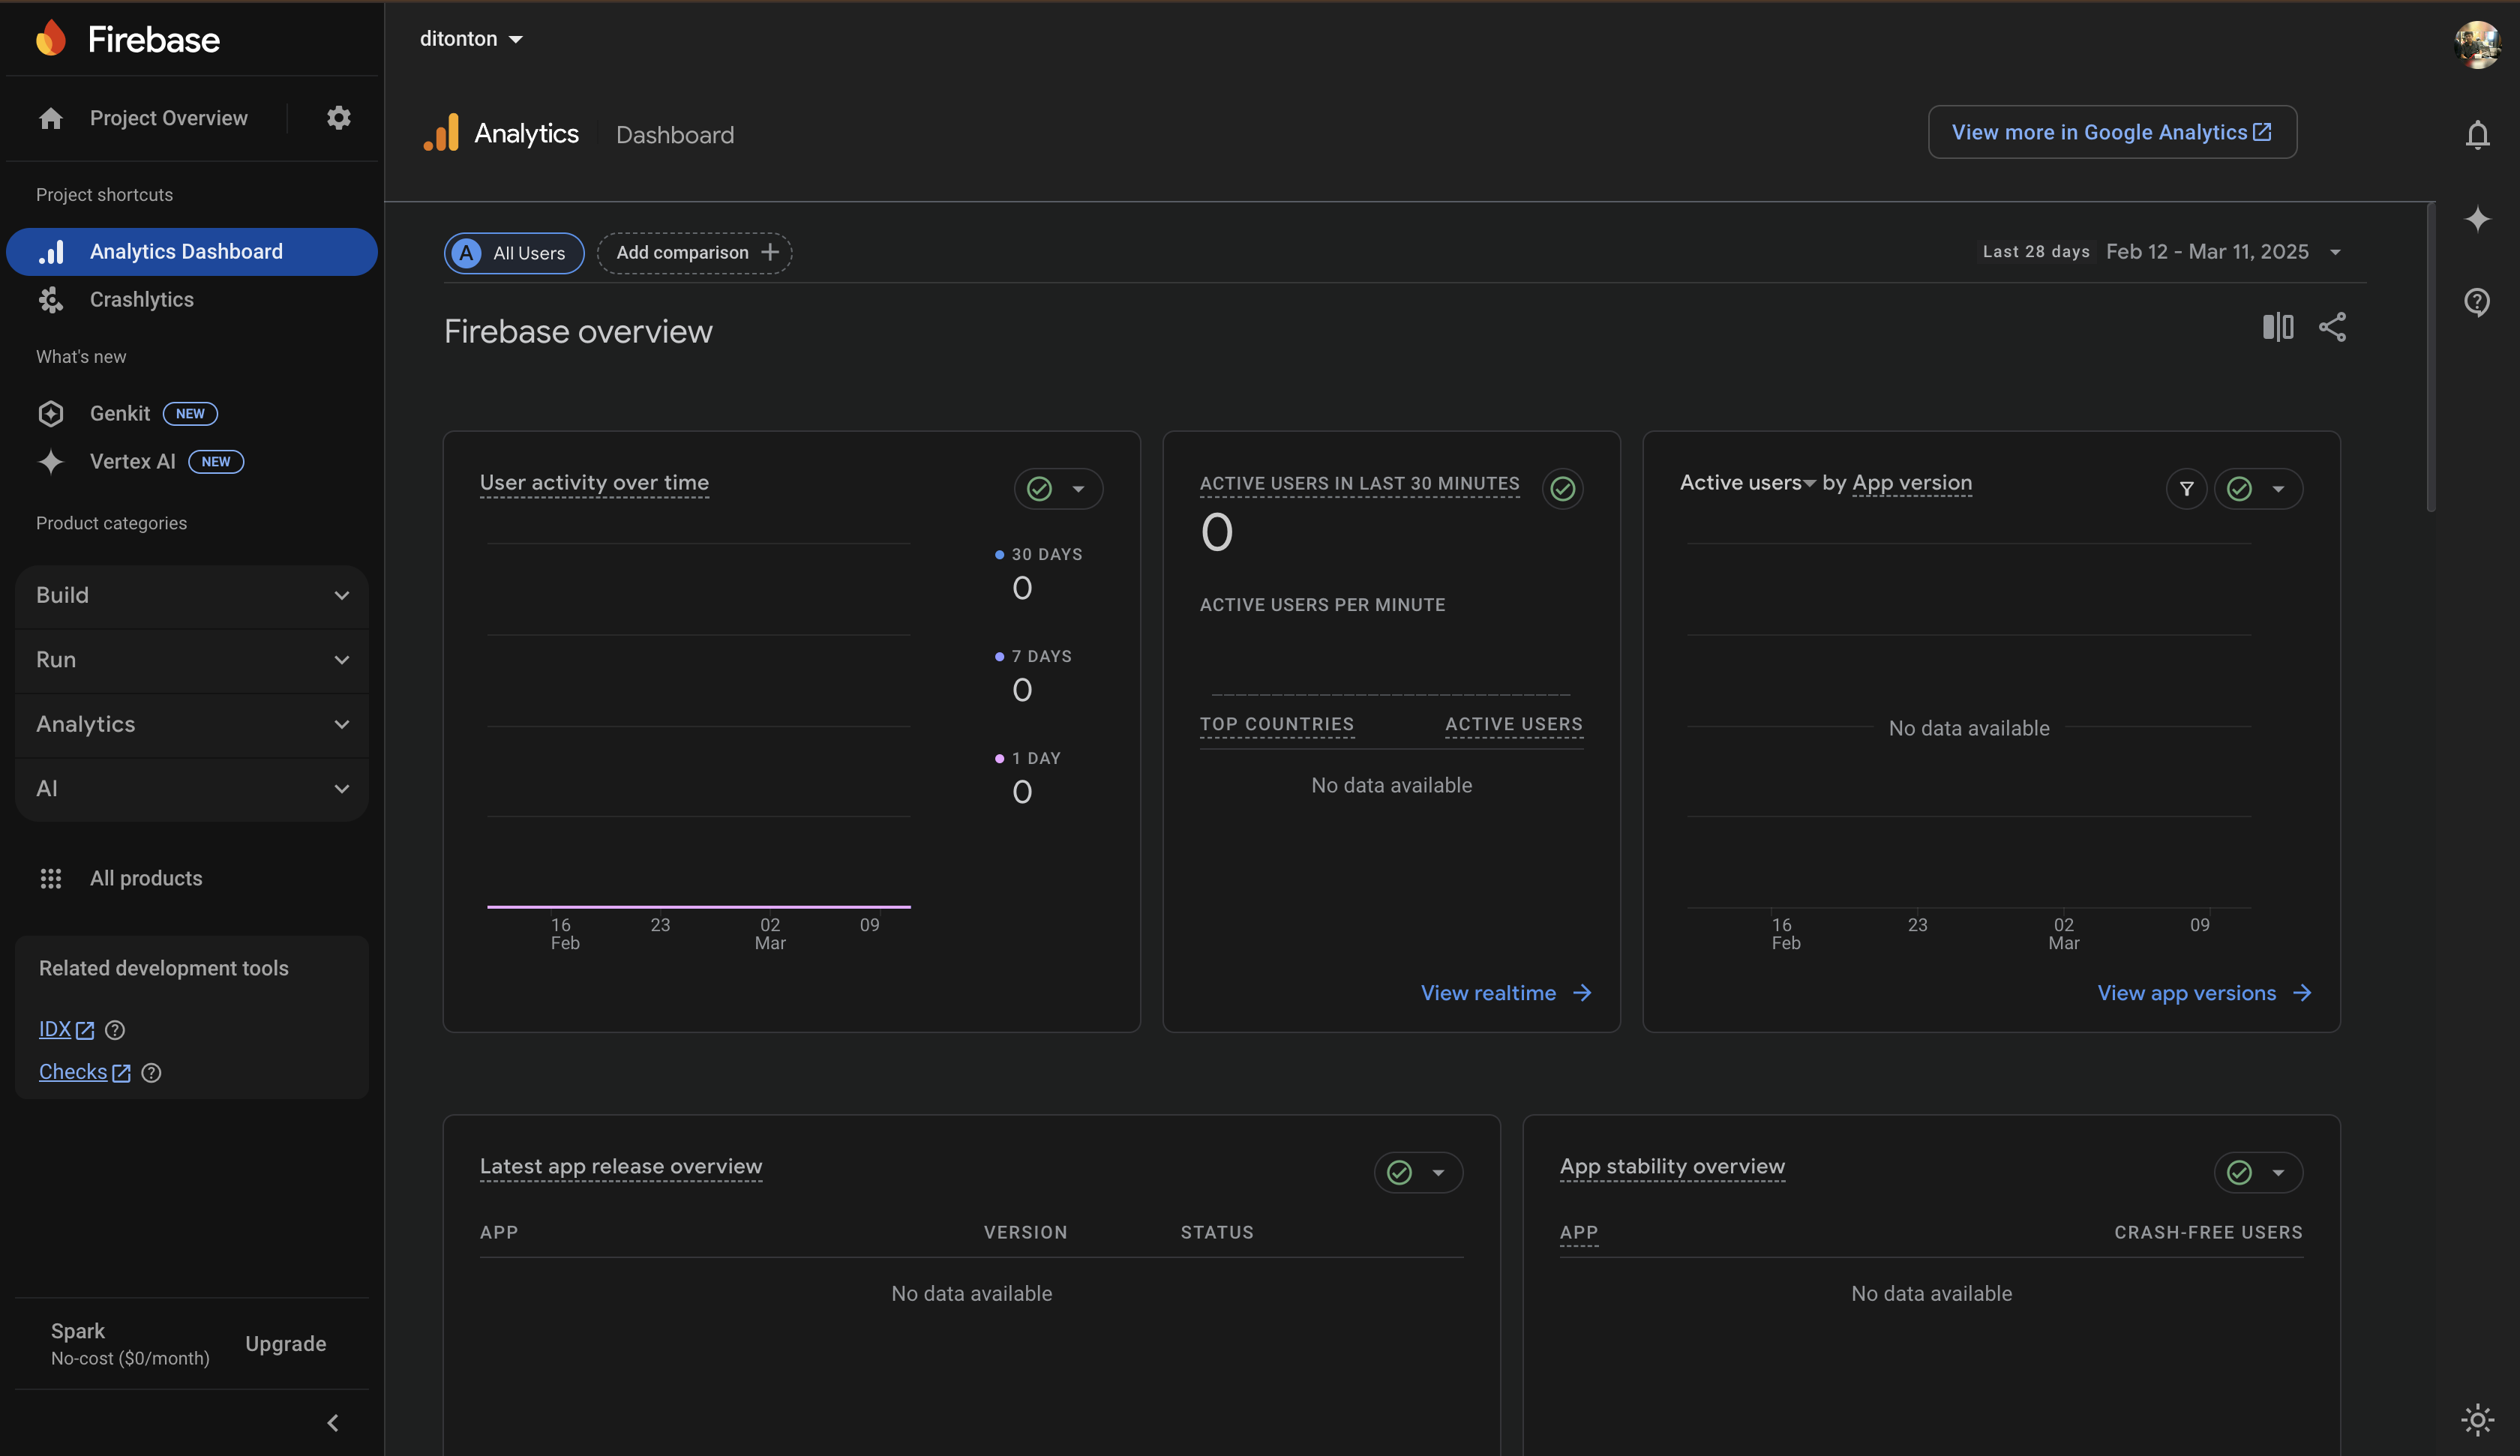 Firebase
Project Overview
Project shortcuts
Analytics Dashboard
Crashlytics
What's new
Genkit NEW
Vertex AI NEW
Product categories
Build
Run
Analytics
AI
All products
Related development tools
IDX
Checks
Spark
No-cost ($0/month)
Upgrade
ditonton
Analytics Dashboard
View more in Google Analytics
A All Users
Add comparison
Last 28 days Feb 12 - Mar 11, 2025
Firebase overview
User activity over time
30 DAYS
0
7 DAYS
0
1 DAY
0
16 23 02 09
Feb Mar
ACTIVE USERS IN LAST 30 MINUTES
0
ACTIVE USERS PER MINUTE
TOP COUNTRIES ACTIVE USERS
No data available
View realtime
Active users by App version
No data available
16 23 02 09
Feb Mar
View app versions
Latest app release overview
APP VERSION STATUS
No data available
App stability overview
APP CRASH-FREE USERS
No data available